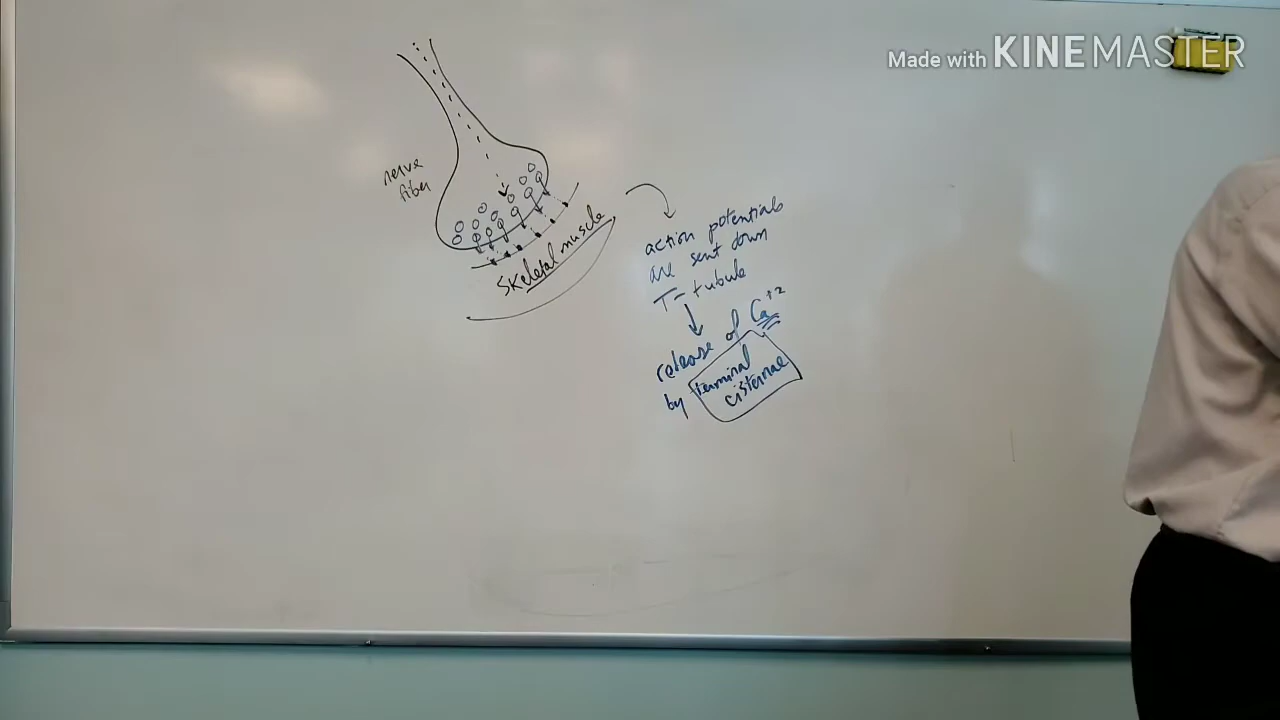 Made with KINEMASTER
nerve
fiber
skeletal muscle
action potentials
are sent down
T-tubule
release of Ca+2
by terminal
cisternae